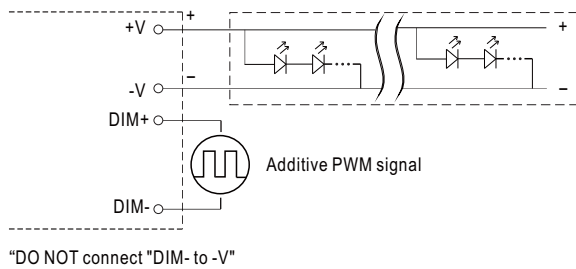 +V
+
+
-V
–
–
DIM+
Additive PWM signal
DIM-
“DO NOT connect "DIM- to -V"